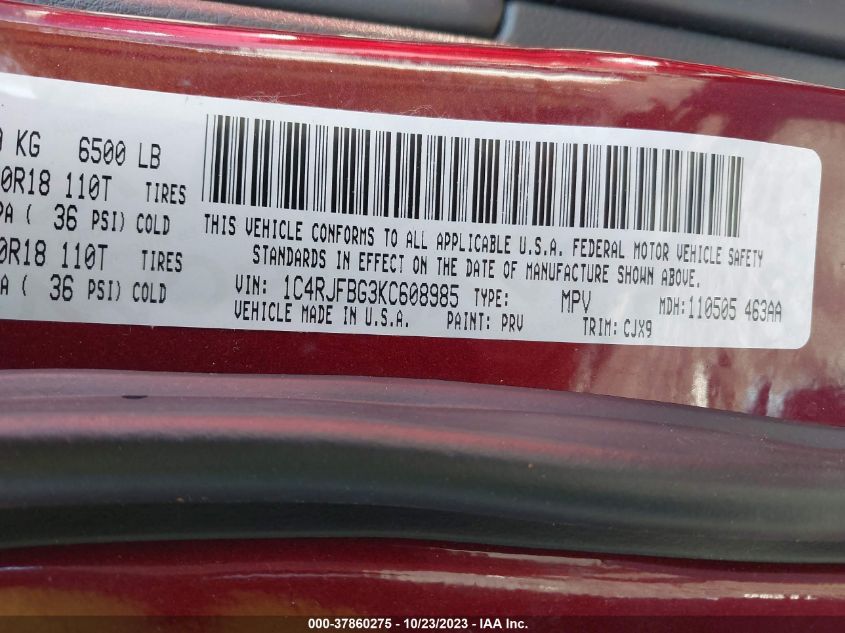 0 KG 6500 LB
0R18 110T TIRES
PA ( 36 PSI) COLD
0R18 110T TIRES
A ( 36 PSI) COLD
THIS VEHICLE CONFORMS TO ALL APPLICABLE U.S.A. FEDERAL MOTOR VEHICLE SAFETY
STANDARDS IN EFFECT ON THE DATE OF MANUFACTURE SHOWN ABOVE.
VIN: 1C4RJFBG3KC608985 TYPE: MPV MDH:110505 463AA
VEHICLE MADE IN U.S.A. PAINT: PRV TRIM: CJX9
000-37860275 - 10/23/2023 - IAA Inc.